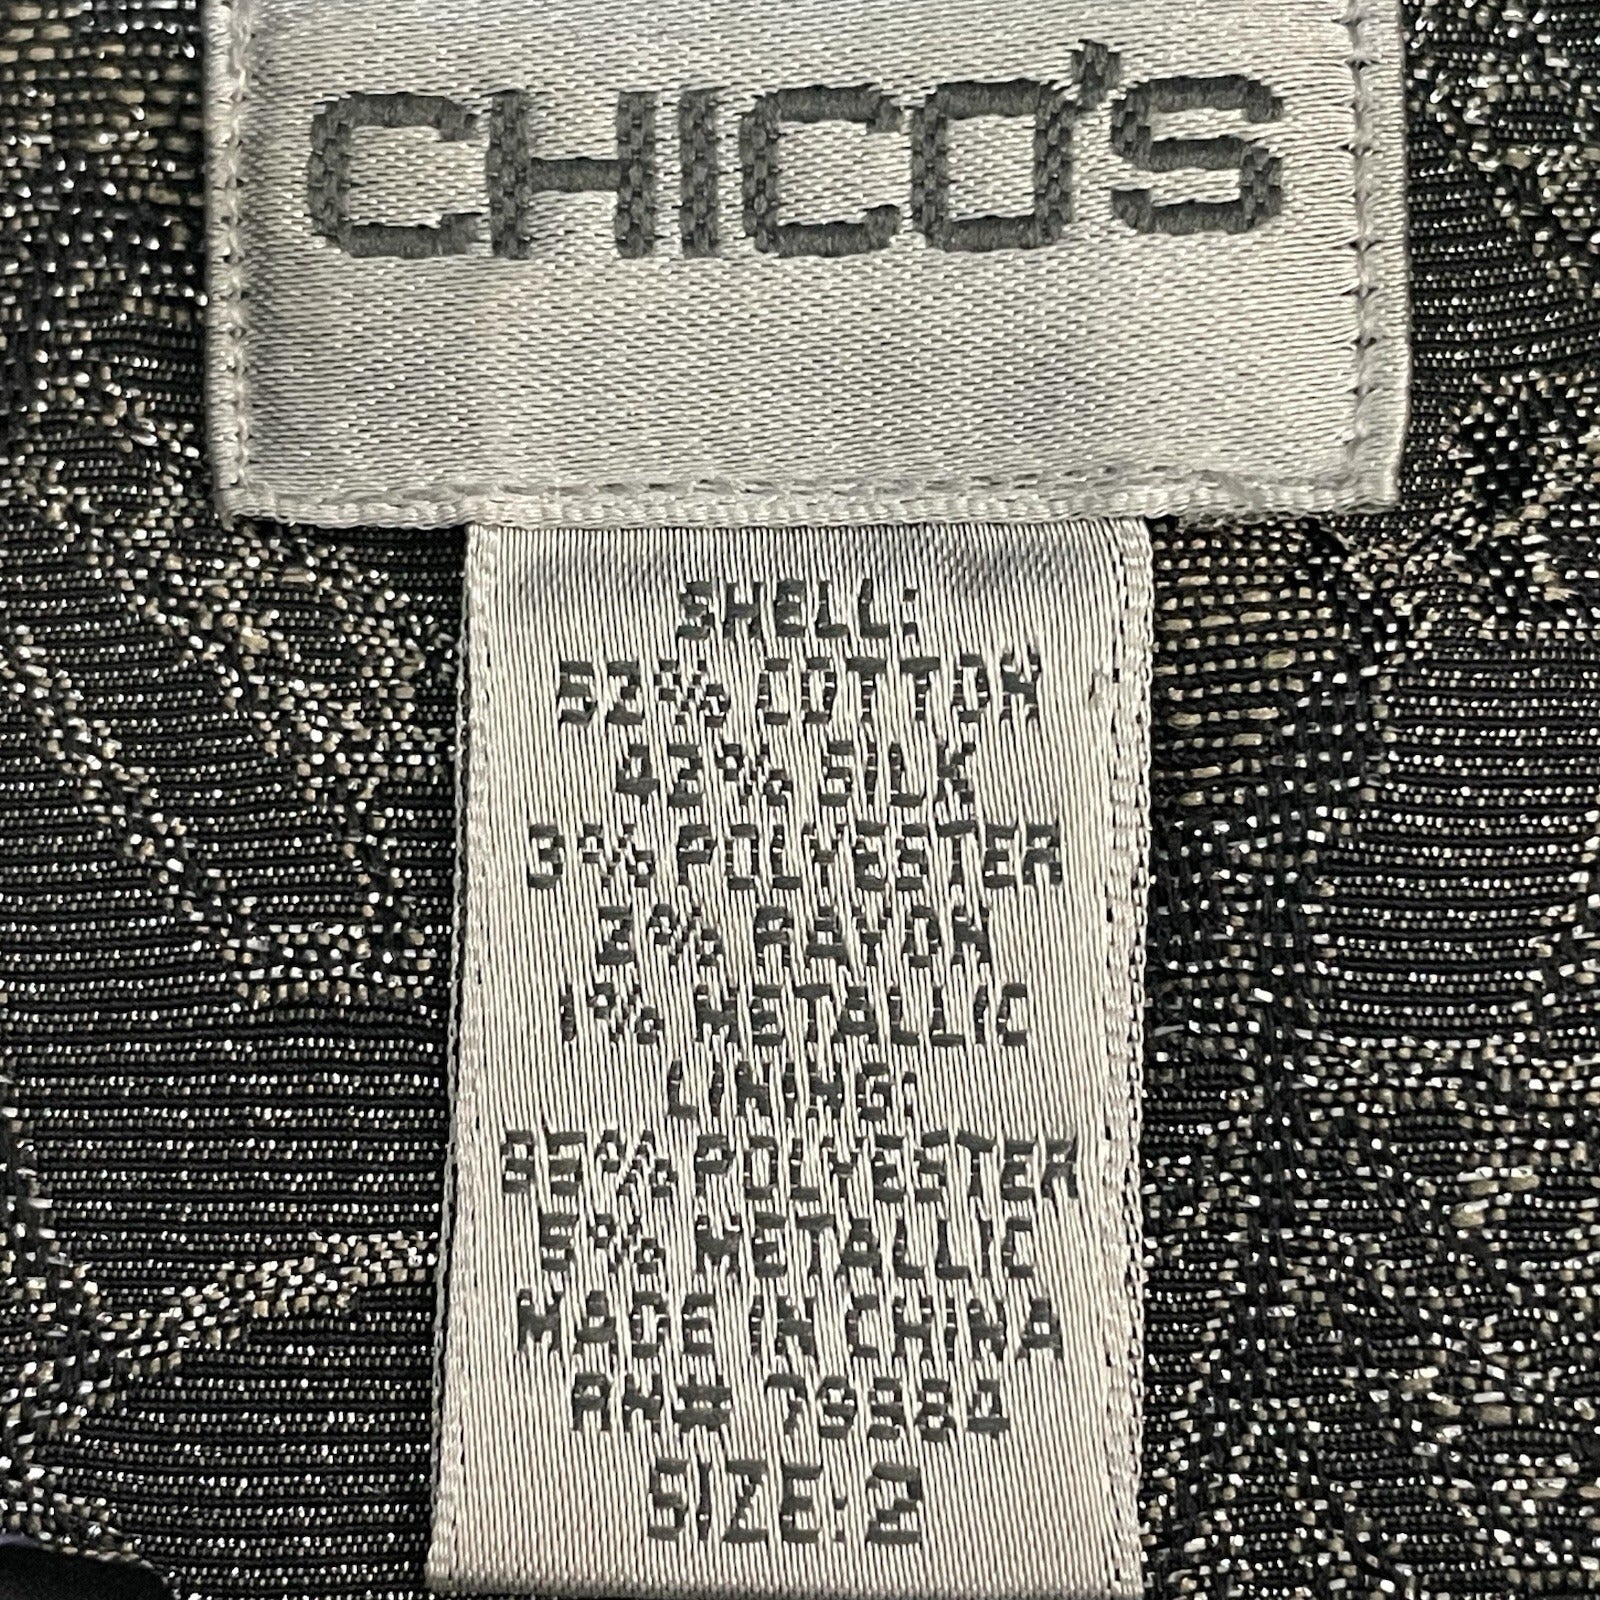 CHICO'S
SHELL:
52% COTTON
42% SILK
3% POLYESTER
2% RAYON
1% METALLIC
LINING:
95% POLYESTER
5% METALLIC
MADE IN CHINA
RN# 79384
SIZE:2